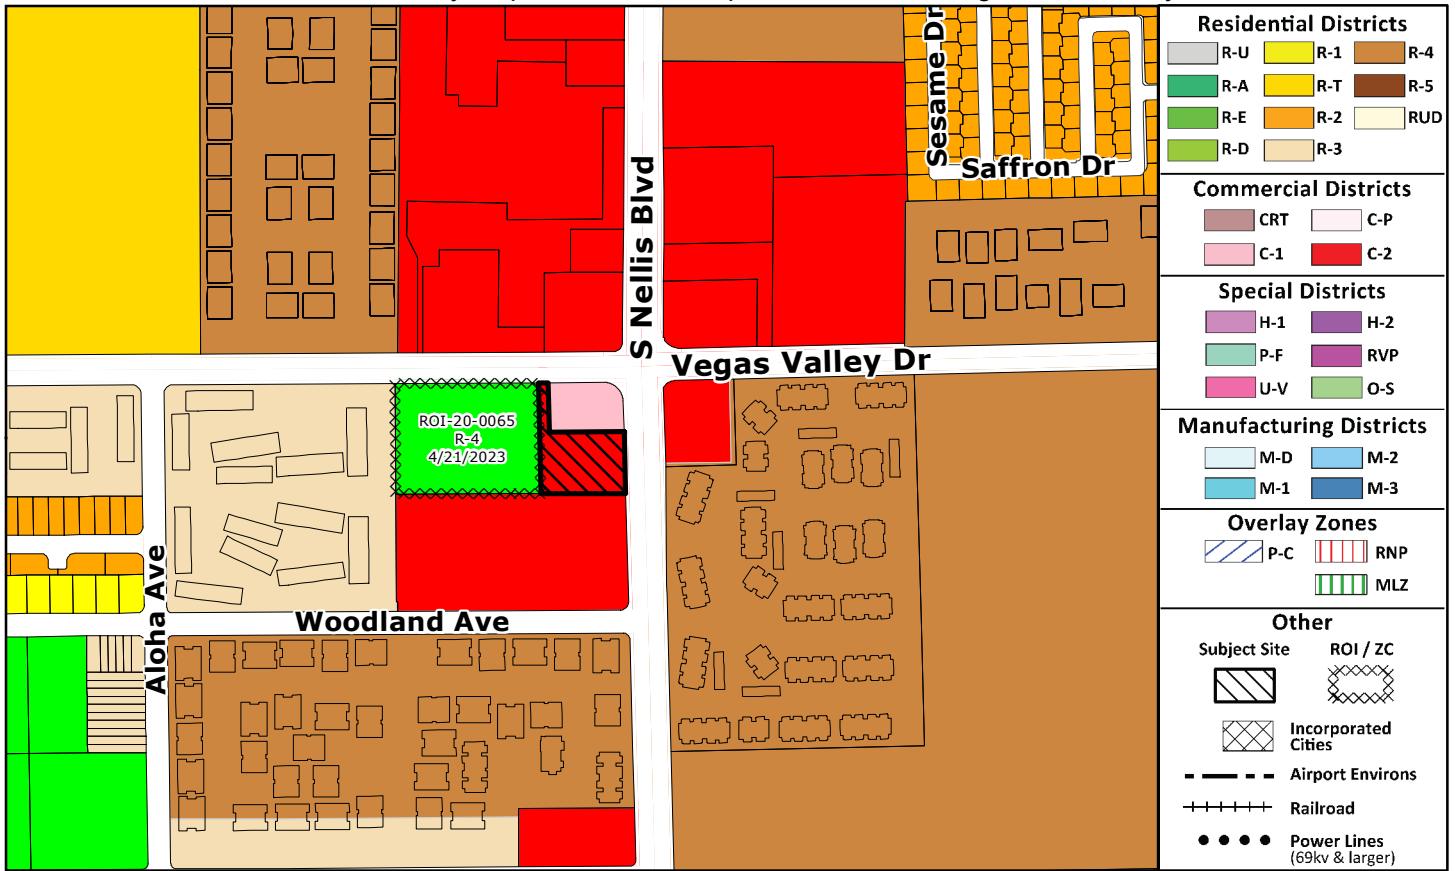 Sesame Dr
Saffron Dr
S Nellis Blvd
Vegas Valley Dr
ROI-20-0065
R-4
4/21/2023
Aloha Ave
Woodland Ave
Residential Districts
R-U R-1 R-4
R-A R-T R-5
R-E R-2 RUD
R-D R-3
Commercial Districts
CRT C-P
C-1 C-2
Special Districts
H-1 H-2
P-F RVP
U-V O-S
Manufacturing Districts
M-D M-2
M-1 M-3
Overlay Zones
P-C RNP
MLZ
Other
Subject Site ROI / ZC
Incorporated
Cities
Airport Environs
Railroad
Power Lines
(69kv & larger)